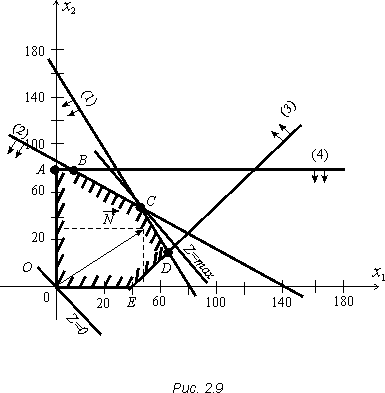 x₂
180
140
100
A
60
20
O
0
(2)
B
(1)
(3)
(4)
C
N
D
E
Z=max
Z=0
x₁
20 60 100 140 180
Рис. 2.9